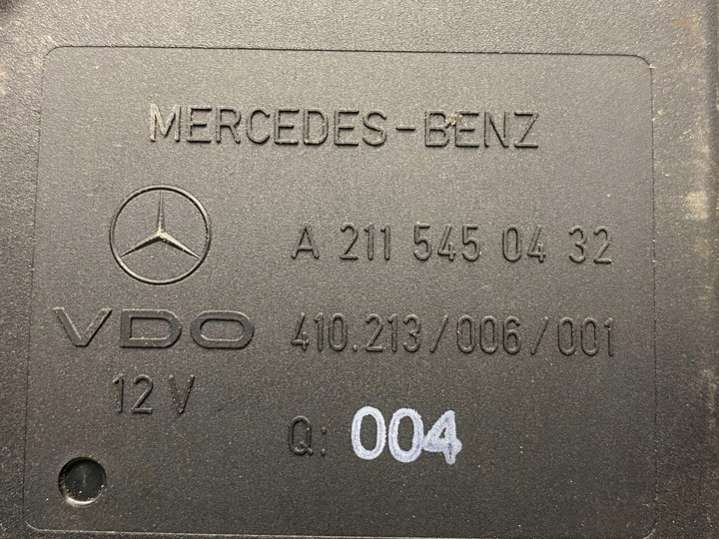 MERCEDES-BENZ
A 211 545 04 32
VDO 410.213/006/001
12 V
Q: 004